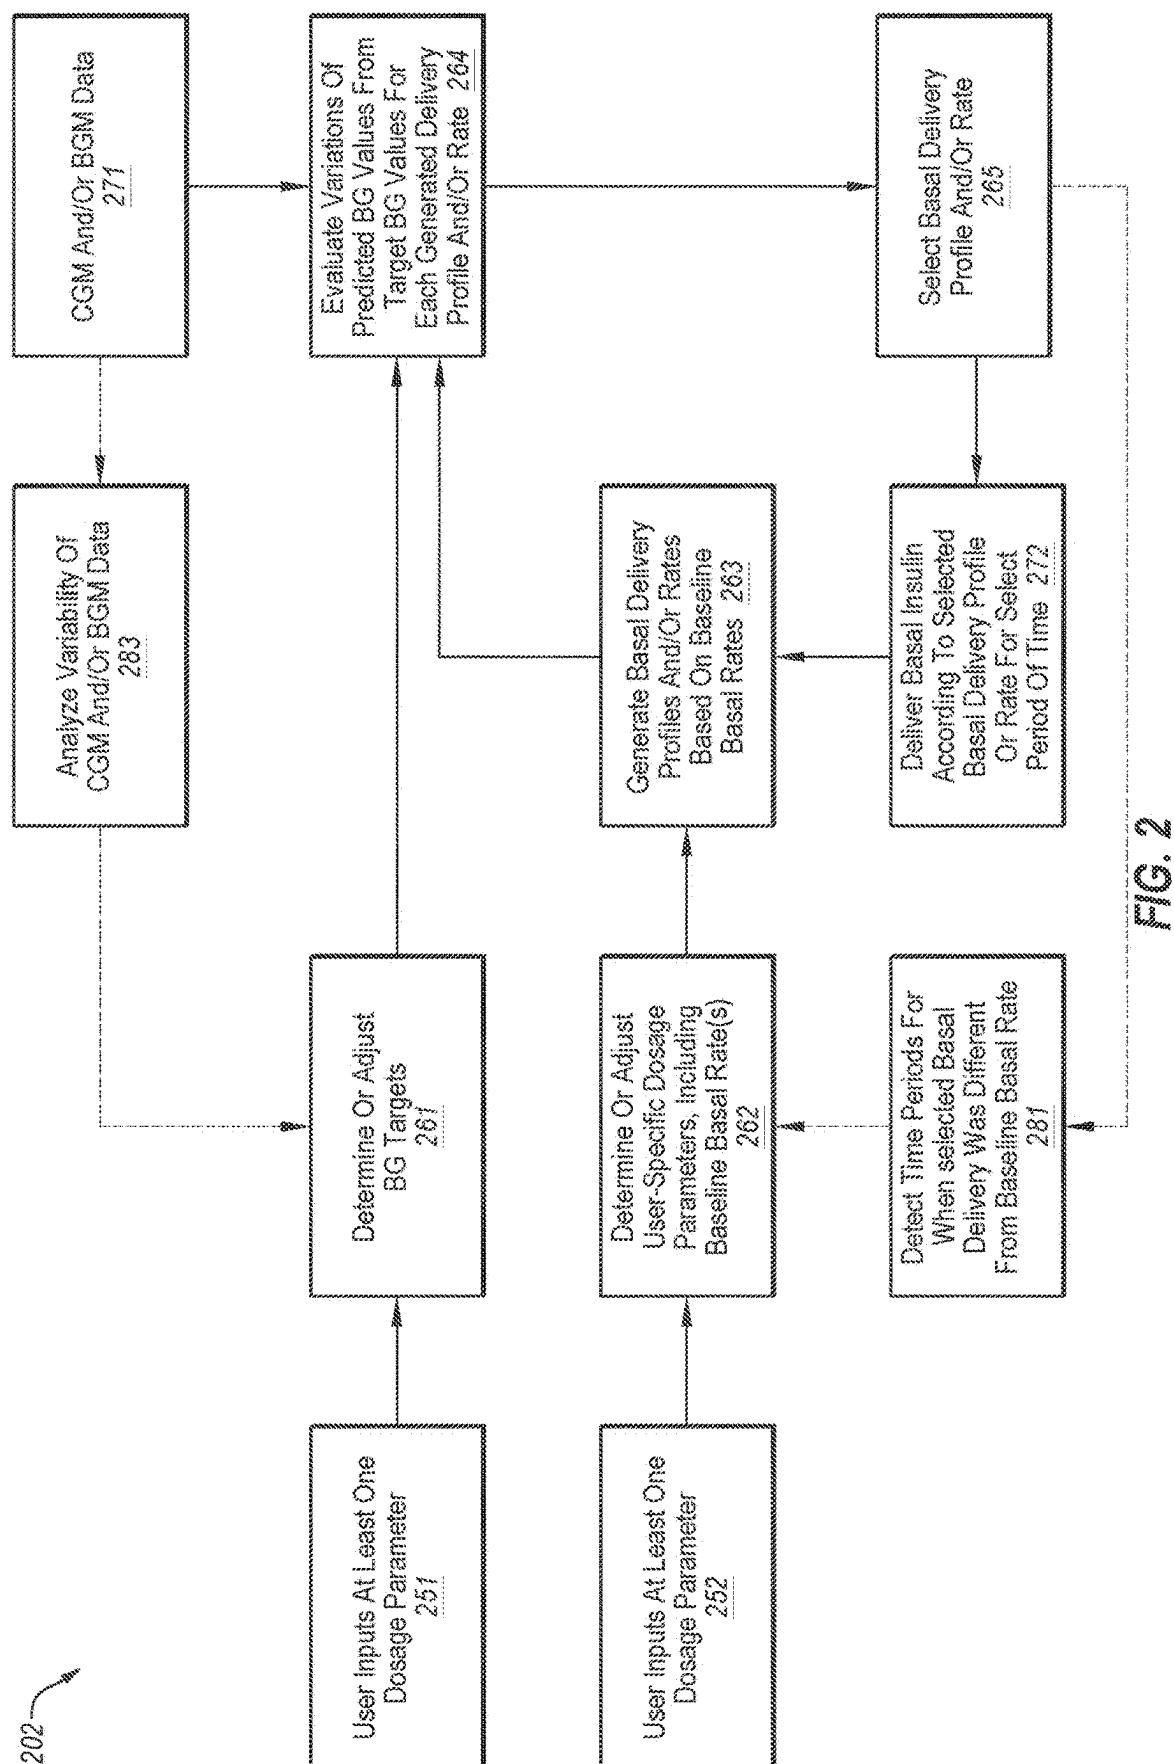 202
CGM And/Or BGM Data
271
Analyze Variability Of
CGM And/Or BGM Data
283
User Inputs At Least One
Dosage Parameter
251
Determine Or Adjust
BG Targets
261
Evaluate Variations Of
Predicted BG Values From
Target BG Values For
Each Generated Delivery
Profile And/Or Rate 264
User Inputs At Least One
Dosage Parameter
252
Determine Or Adjust
User-Specific Dosage
Parameters, Including
Baseline Basal Rate(s)
262
Generate Basal Delivery
Profiles And/Or Rates
Based On Baseline
Basal Rates 263
Detect Time Periods For
When selected Basal
Delivery Was Different
From Baseline Basal Rate
281
Deliver Basal Insulin
According To Selected
Basal Delivery Profile
Or Rate For Select
Period Of Time 272
Select Basal Delivery
Profile And/Or Rate
265
FIG. 2